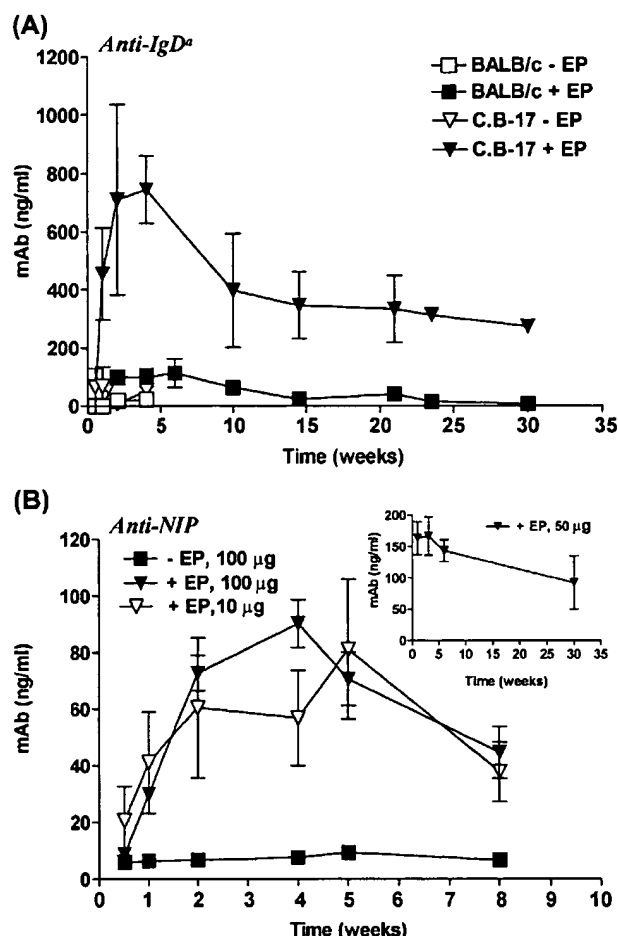 (A)
Anti-IgDᵃ
1200
1000
800
600
400
200
0
mAb (ng/ml)
BALB/c - EP
BALB/c + EP
C.B-17 - EP
C.B-17 + EP
0 5 10 15 20 25 30 35
Time (weeks)
(B)
Anti-NIP
120
100
80
60
40
20
0
mAb (ng/ml)
- EP, 100 µg
+ EP, 100 µg
+ EP, 10 µg
200
150
100
50
0
mAb (ng/ml)
+ EP, 50 µg
0 5 10 15 20 25 30 35
Time (weeks)
0 1 2 3 4 5 6 7 8 9 10
Time (weeks)